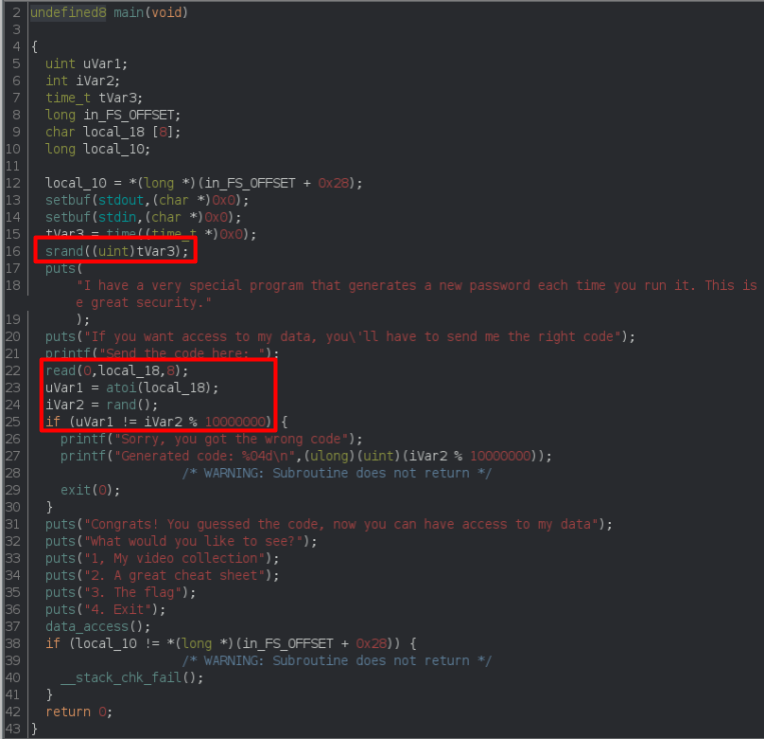 2 undefined8 main(void)
3
4 {
5 uint uVar1;
6 int iVar2;
7 time_t tVar3;
8 long in_FS_OFFSET;
9 char local_18 [8];
10 long local_10;
11
12 local_10 = *(long *)(in_FS_OFFSET + 0x28);
13 setbuf(stdout,(char *)0x0);
14 setbuf(stdin,(char *)0x0);
15 tVar3 = time((time_t *)0x0);
16 srand((uint)tVar3);
17 puts(
18 "I have a very special program that generates a new password each time you run it. This is
e great security."
19 );
20 puts("If you want access to my data, you\'ll have to send me the right code");
21 printf("Send the code here: ");
22 read(0,local_18,8);
23 uVar1 = atoi(local_18);
24 iVar2 = rand();
25 if (uVar1 != iVar2 % 10000000) {
26 printf("Sorry, you got the wrong code");
27 printf("Generated code: %04d\n",(ulong)(uint)(iVar2 % 10000000));
28 /* WARNING: Subroutine does not return */
29 exit(0);
30 }
31 puts("Congrats! You guessed the code, now you can have access to my data");
32 puts("What would you like to see?");
33 puts("1, My video collection");
34 puts("2. A great cheat sheet");
35 puts("3. The flag");
36 puts("4. Exit");
37 data_access();
38 if (local_10 != *(long *)(in_FS_OFFSET + 0x28)) {
39 /* WARNING: Subroutine does not return */
40 __stack_chk_fail();
41 }
42 return 0;
43 }